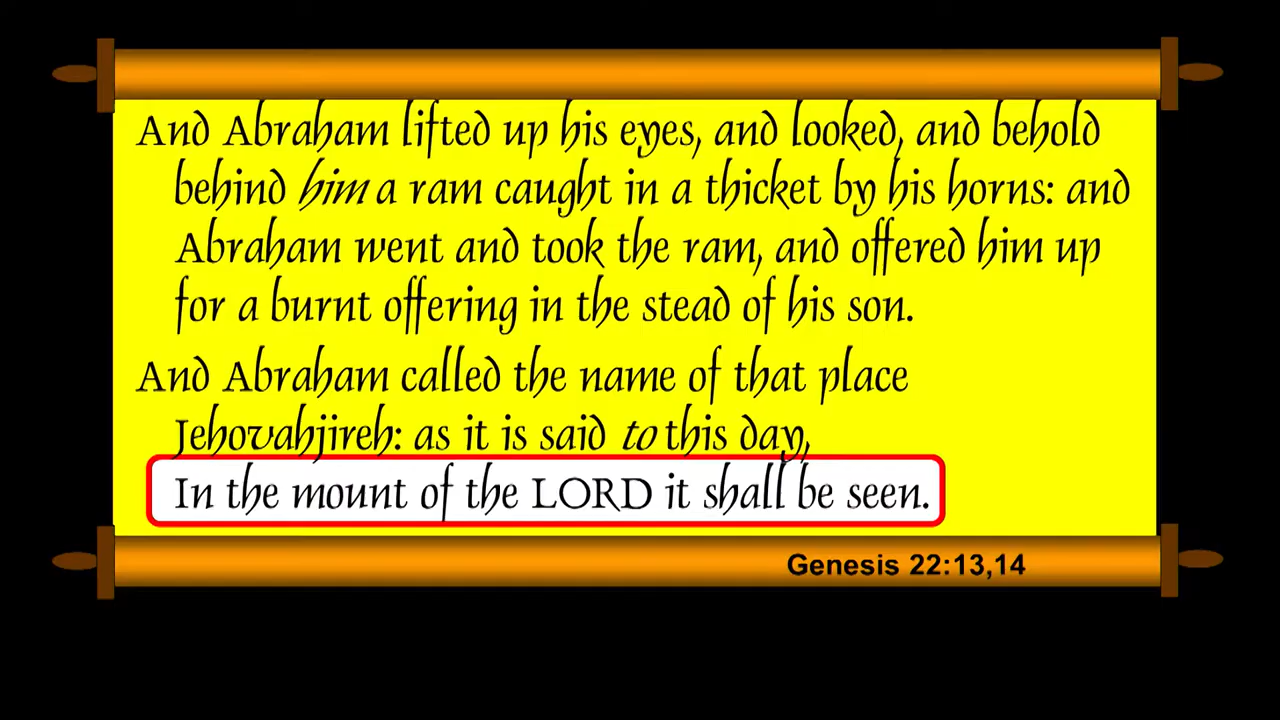 And Abraham lifted up his eyes, and looked, and behold
behind him a ram caught in a thicket by his horns: and
Abraham went and took the ram, and offered him up
for a burnt offering in the stead of his son.
And Abraham called the name of that place
Jehovahjireh: as it is said to this day,
In the mount of the LORD it shall be seen.
Genesis 22:13,14